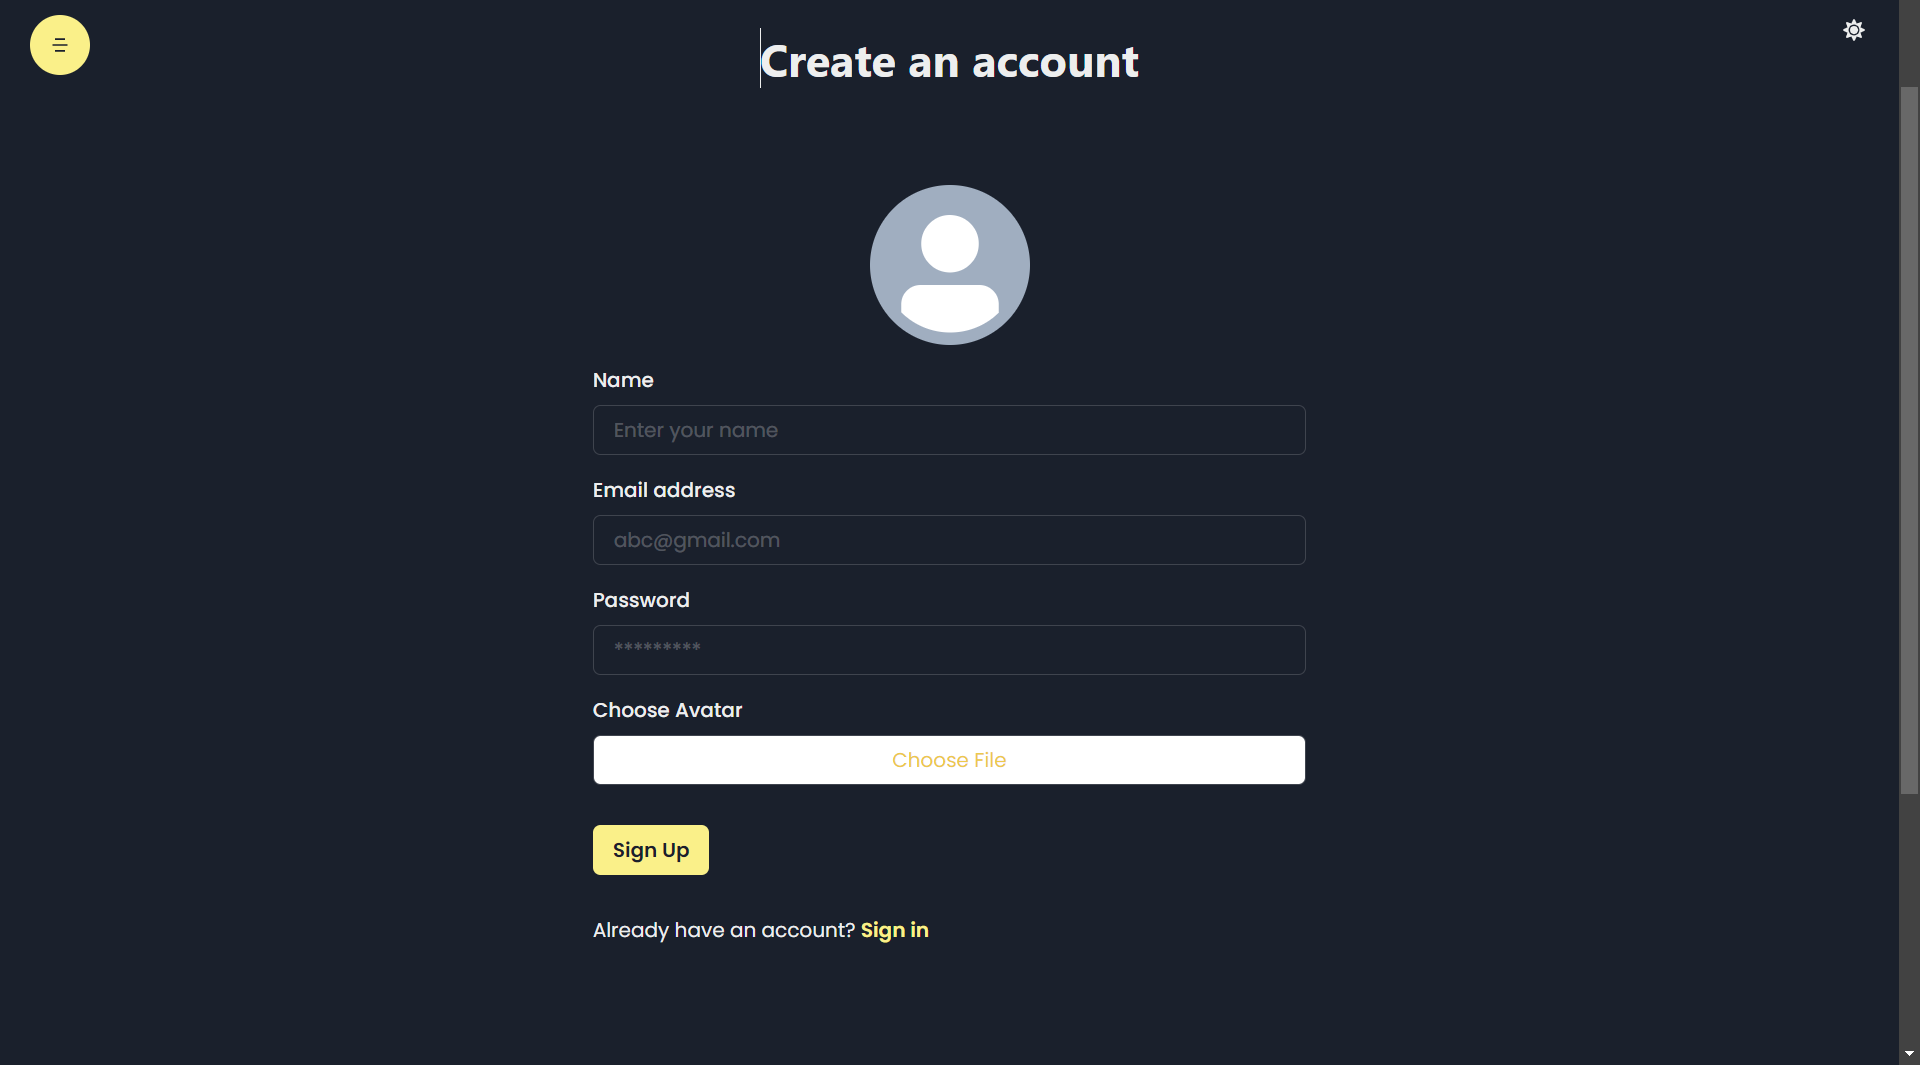 Create an account
Name
Enter your name
Email address
abc@gmail.com
Password
*********
Choose Avatar
Choose File
Sign Up
Already have an account? Sign in